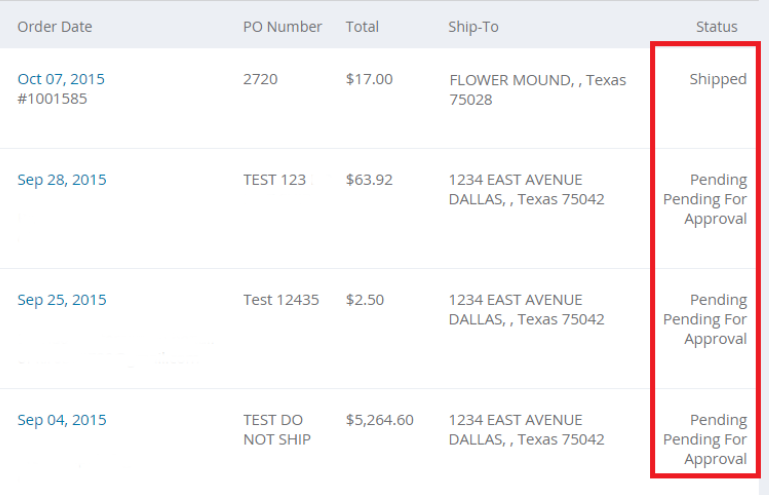 Order Date PO Number Total Ship-To Status
Oct 07, 2015 2720 $17.00 FLOWER MOUND, , Texas Shipped
#1001585 75028
Sep 28, 2015 TEST 123 $63.92 1234 EAST AVENUE Pending
DALLAS, , Texas 75042 Pending For
Approval
Sep 25, 2015 Test 12435 $2.50 1234 EAST AVENUE Pending
DALLAS, , Texas 75042 Pending For
Approval
Sep 04, 2015 TEST DO $5,264.60 1234 EAST AVENUE Pending
NOT SHIP DALLAS, , Texas 75042 Pending For
Approval